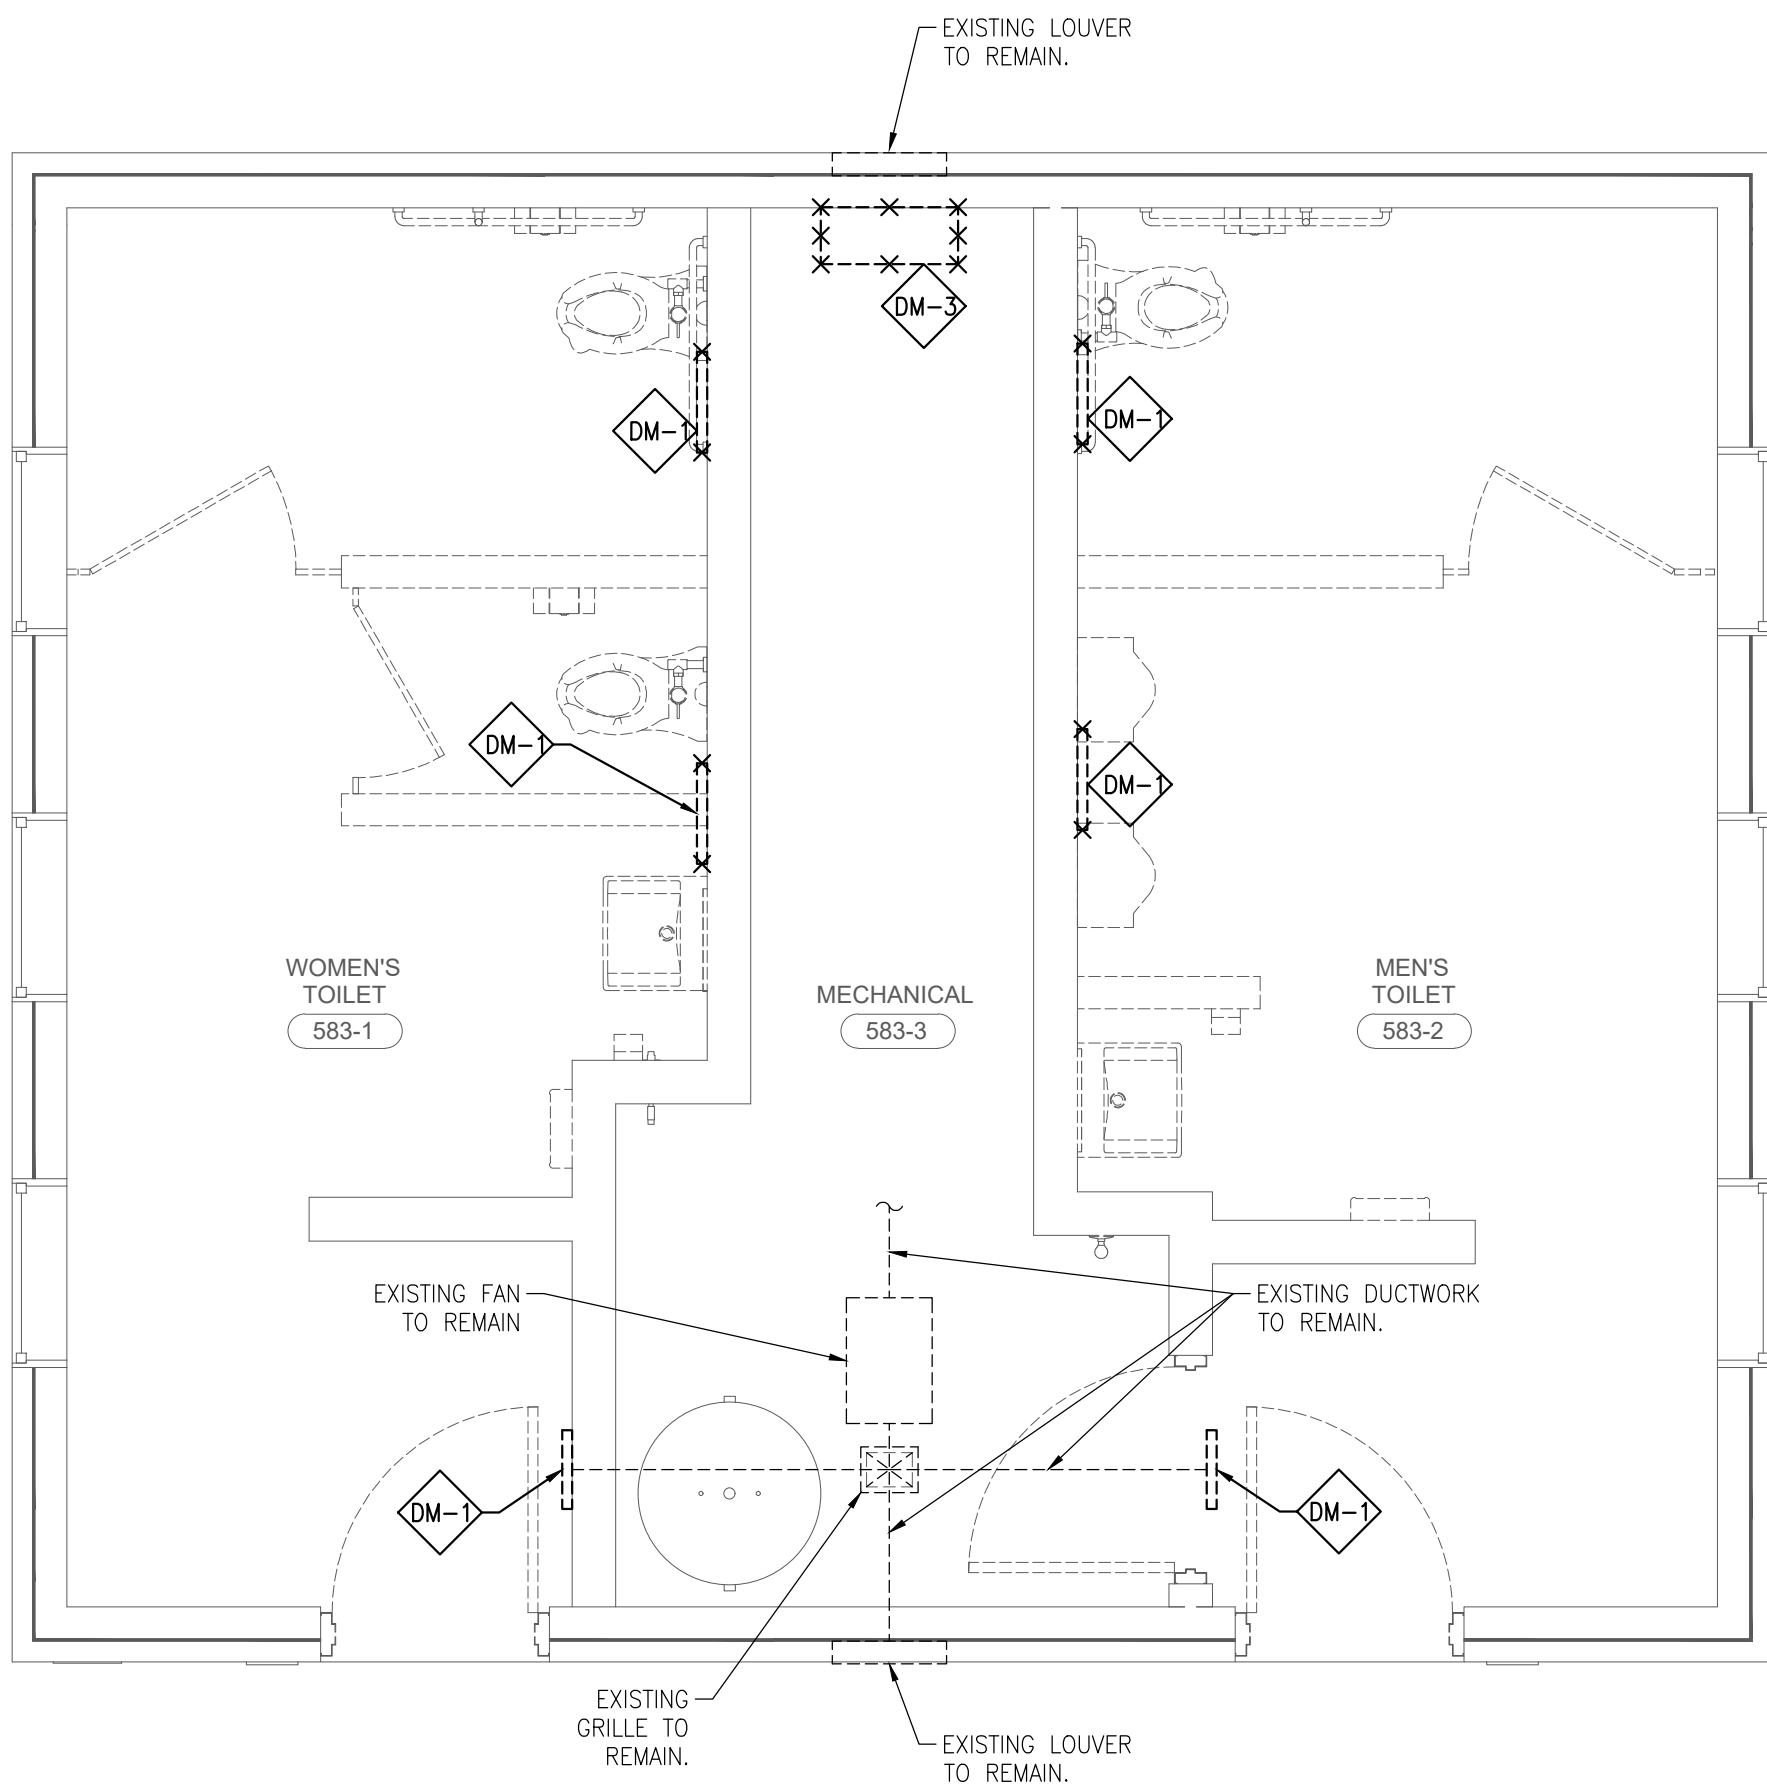 EXISTING LOUVER
TO REMAIN.
DM-3
DM-1
DM-1
DM-1
DM-1
WOMEN'S
TOILET
583-1
MECHANICAL
583-3
MEN'S
TOILET
583-2
EXISTING FAN
TO REMAIN
EXISTING DUCTWORK
TO REMAIN.
DM-1
DM-1
EXISTING
GRILLE TO
REMAIN.
EXISTING LOUVER
TO REMAIN.